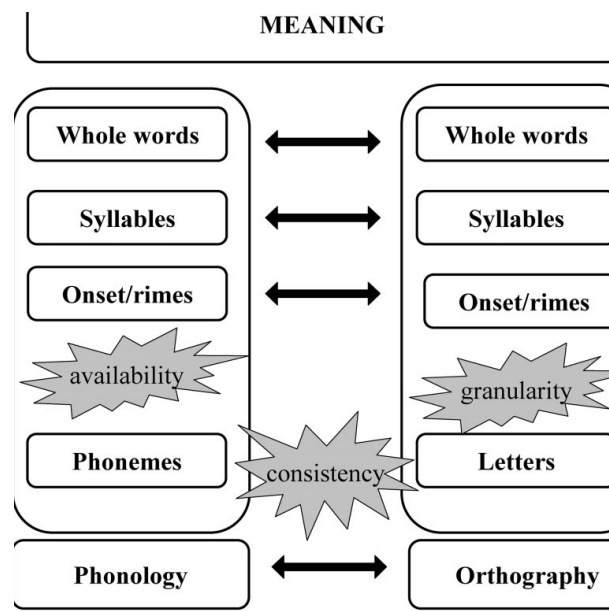 MEANING
Whole words
Whole words
Syllables
Syllables
Onset/rimes
Onset/rimes
availability
granularity
Phonemes
consistency
Letters
Phonology
Orthography